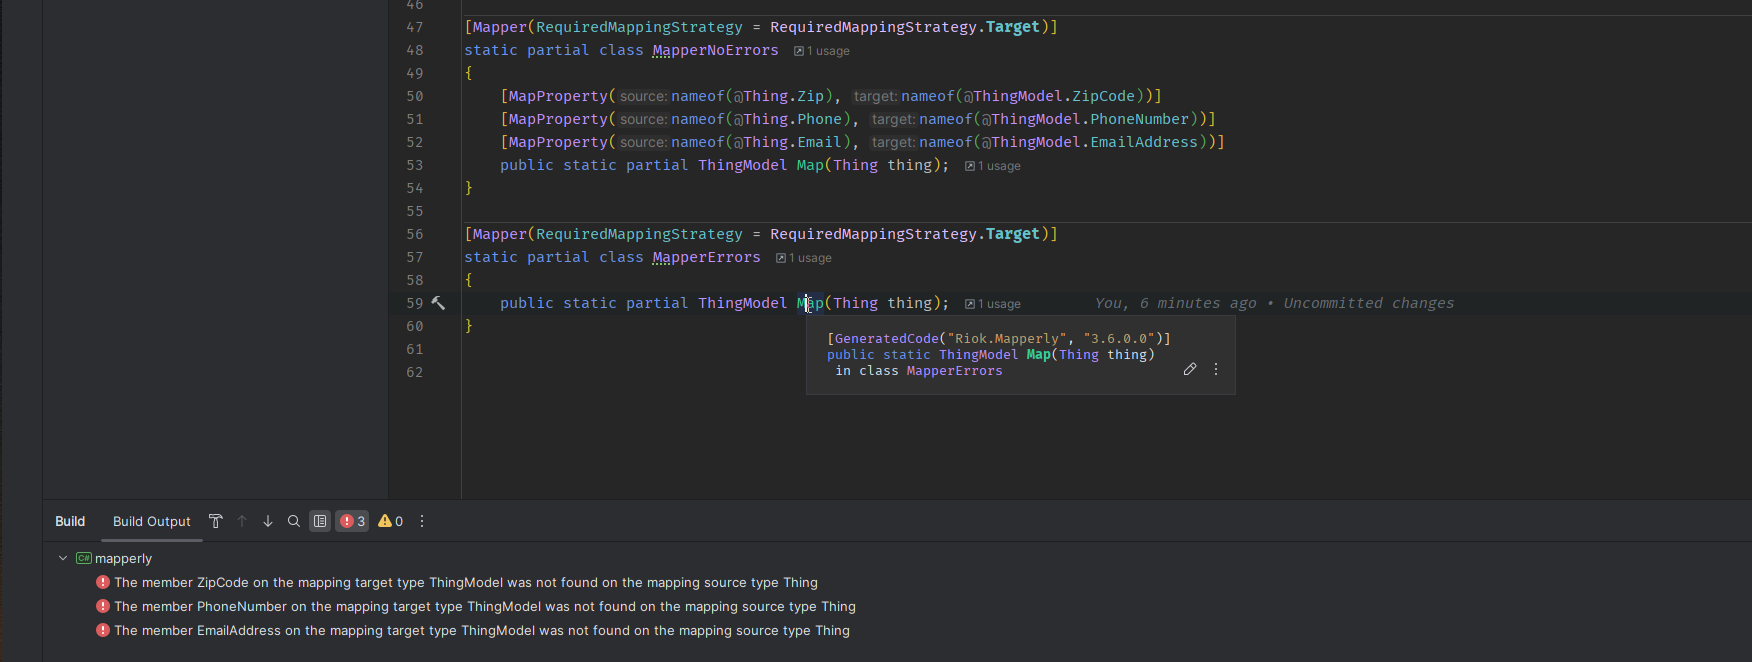 46
47 [Mapper(RequiredMappingStrategy = RequiredMappingStrategy.Target)]
48 static partial class MapperNoErrors 1 usage
49 {
50 [MapProperty(source: nameof(@Thing.Zip), target: nameof(@ThingModel.ZipCode))]
51 [MapProperty(source: nameof(@Thing.Phone), target: nameof(@ThingModel.PhoneNumber))]
52 [MapProperty(source: nameof(@Thing.Email), target: nameof(@ThingModel.EmailAddress))]
53 public static partial ThingModel Map(Thing thing); 1 usage
54 }
55
56 [Mapper(RequiredMappingStrategy = RequiredMappingStrategy.Target)]
57 static partial class MapperErrors 1 usage
58 {
59 public static partial ThingModel Map(Thing thing); 1 usage You, 6 minutes ago • Uncommitted changes
60 }
61
62
[GeneratedCode("Riok.Mapperly", "3.6.0.0")]
public static ThingModel Map(Thing thing)
in class MapperErrors
Build Build Output 3 0
C# mapperly
The member ZipCode on the mapping target type ThingModel was not found on the mapping source type Thing
The member PhoneNumber on the mapping target type ThingModel was not found on the mapping source type Thing
The member EmailAddress on the mapping target type ThingModel was not found on the mapping source type Thing